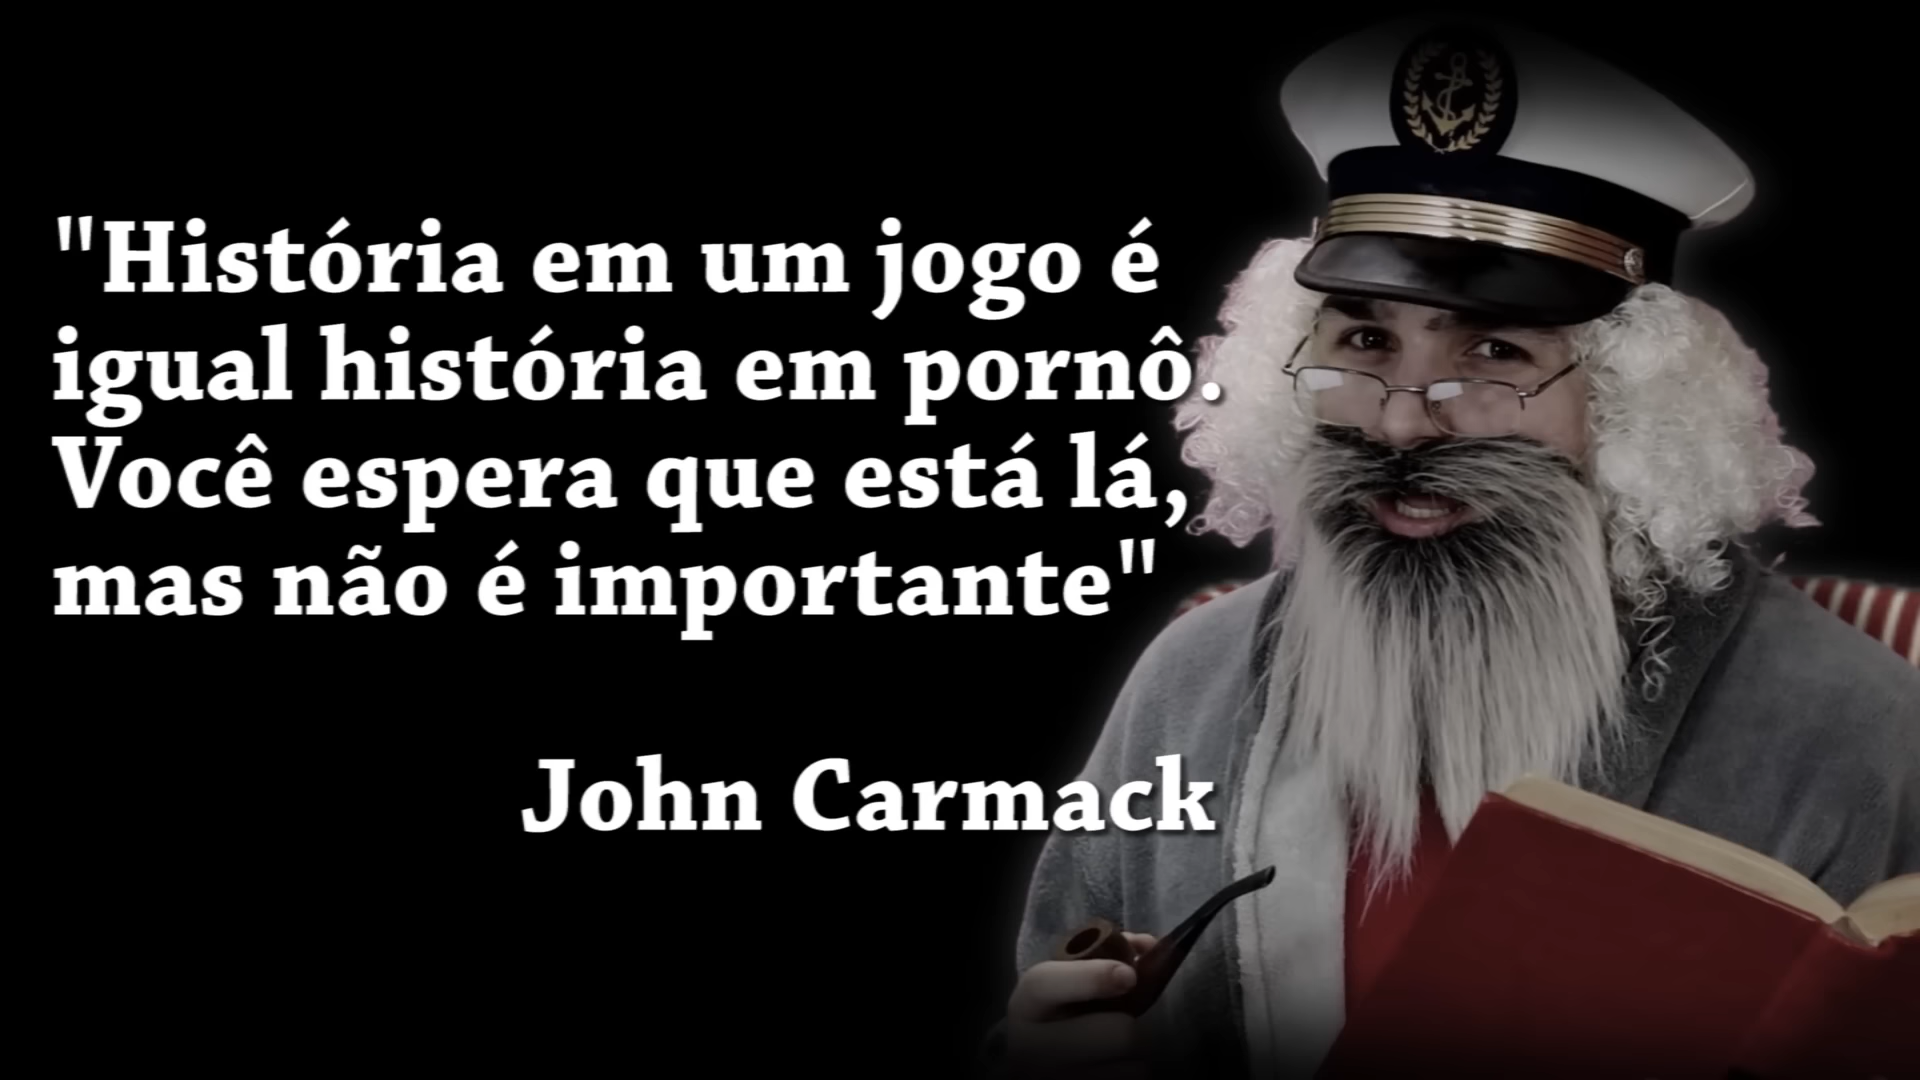 "História em um jogo é
igual história em pornô.
Você espera que está lá,
mas não é importante"
John Carmack